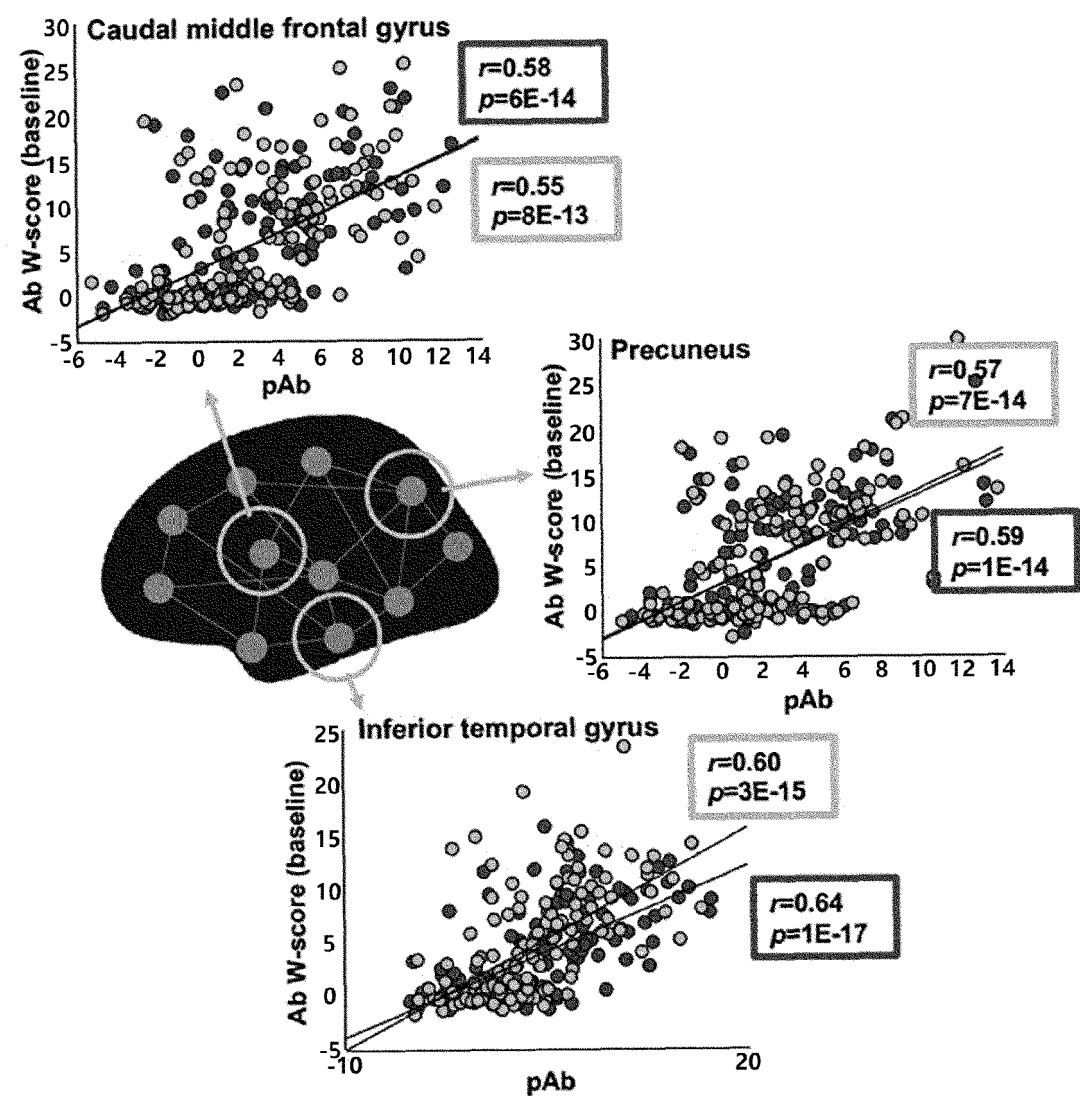 Caudal middle frontal gyrus
r=0.58
p=6E-14
r=0.55
p=8E-13
Ab W-score (baseline)
30
25
20
15
10
5
0
-5
-6 -4 -2 0 2 4 6 8 10 12 14
pAb
Precuneus
r=0.57
p=7E-14
r=0.59
p=1E-14
Ab W-score (baseline)
30
25
20
15
10
5
0
-5
-6 -4 -2 0 2 4 6 8 10 12 14
pAb
Inferior temporal gyrus
r=0.60
p=3E-15
r=0.64
p=1E-17
Ab W-score (baseline)
25
20
15
10
5
0
-5
-10 20
pAb